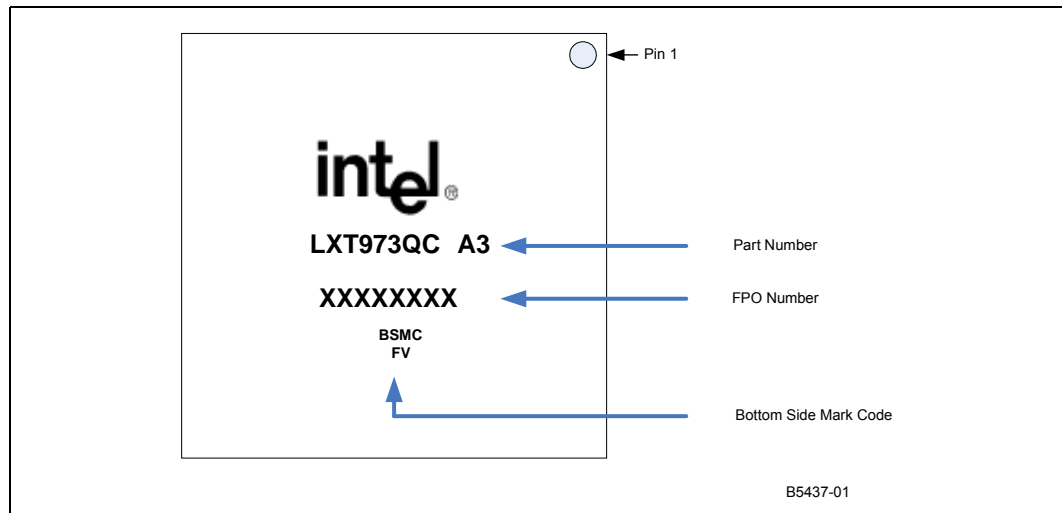 Pin 1
intel®
LXT973QC A3
Part Number
XXXXXXXX
FPO Number
BSMC
FV
Bottom Side Mark Code
B5437-01